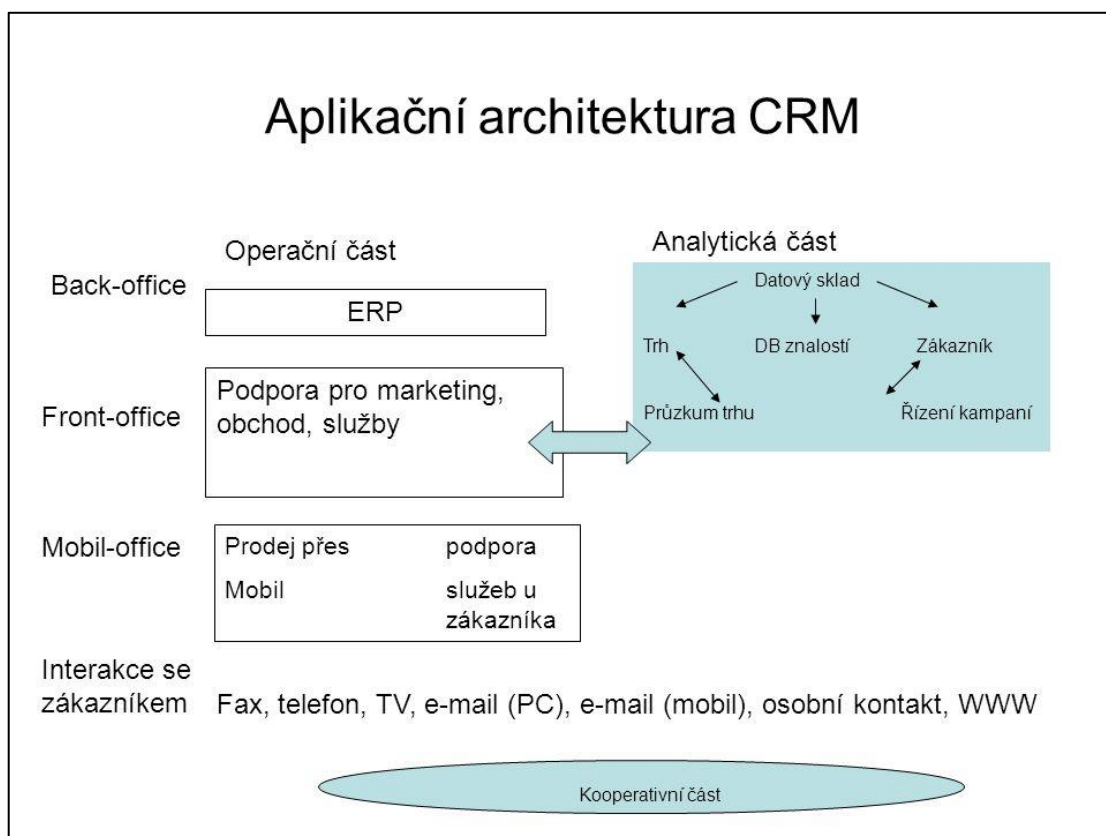 Aplikační architektura CRM
Operační část
Analytická část
Back-office
ERP
Datový sklad
Trh
DB znalostí
Zákazník
Průzkum trhu
Řízení kampaní
Front-office
Podpora pro marketing,
obchod, služby
Mobil-office
Prodej přes
podpora
Mobil
služeb u
zákazníka
Interakce se
zákazníkem
Fax, telefon, TV, e-mail (PC), e-mail (mobil), osobní kontakt, WWW
Kooperativní část